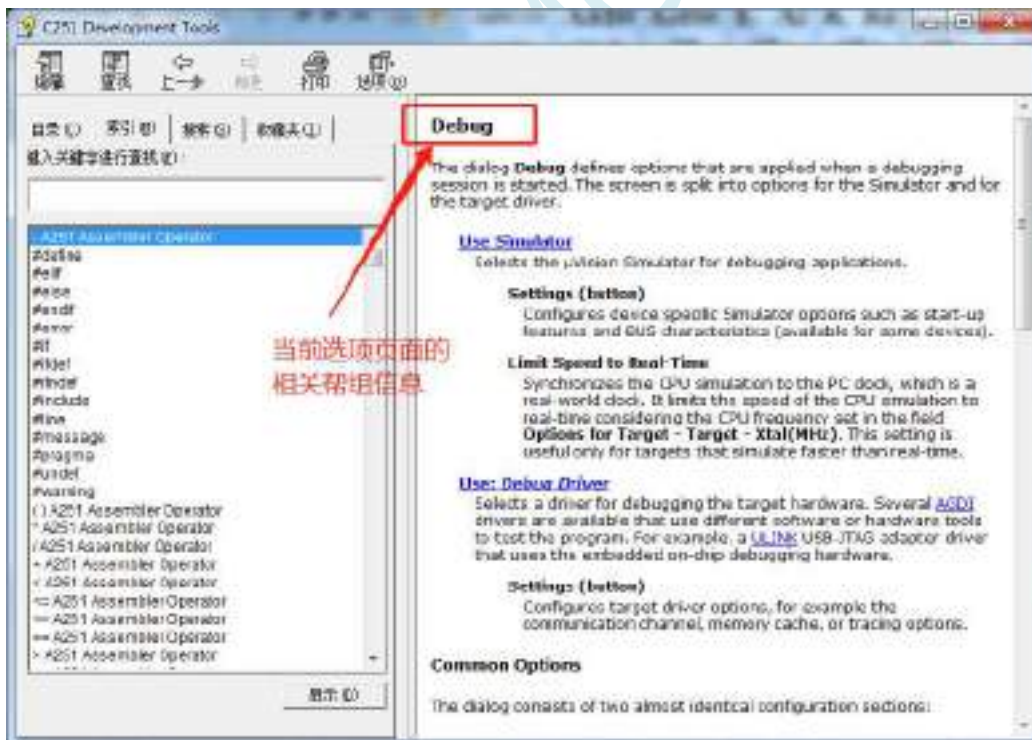 C251 Development Tools
隐藏 查找 上一步 打印 选项(O)
目录(C) 索引(N) 搜索(S) 收藏夹(I)
键入关键字进行查找(W):
- A251 Assembler Operator
#define
#elif
#else
#endif
#error
#if
#ifdef
#ifndef
#include
#line
#message
#pragma
#undef
#warning
( ) A251 Assembler Operator
* A251 Assembler Operator
/ A251 Assembler Operator
+ A251 Assembler Operator
< A251 Assembler Operator
<= A251 Assembler Operator
A251 Assembler Operator
== A251 Assembler Operator
> A251 Assembler Operator
显示(D)
当前选项页面的
相关帮组信息
Debug
The dialog Debug defines options that are applied when a debugging
session is started. The screen is split into options for the Simulator and for
the target driver.
Use Simulator
Selects the µVision Simulator for debugging applications.
Settings (button)
Configures device specific Simulator options such as start-up
features and BUS characteristics (available for some devices).
Limit Speed to Real-Time
Synchronizes the CPU simulation to the PC clock, which is a
real-world clock. It limits the speed of the CPU simulation to
real-time considering the CPU frequency set in the field
Options for Target - Target - Xtal(MHz). This setting is
useful only for targets that simulate faster than real-time.
Use: Debug Driver
Selects a driver for debugging the target hardware. Several AGDI
drivers are available that use different software or hardware tools
to test the program. For example, a ULINK USB-JTAG adapter driver
that uses the embedded on-chip debugging hardware.
Settings (button)
Configures target driver options, for example the
communication channel, memory cache, or tracing options.
Common Options
The dialog consists of two almost identical configuration sections: